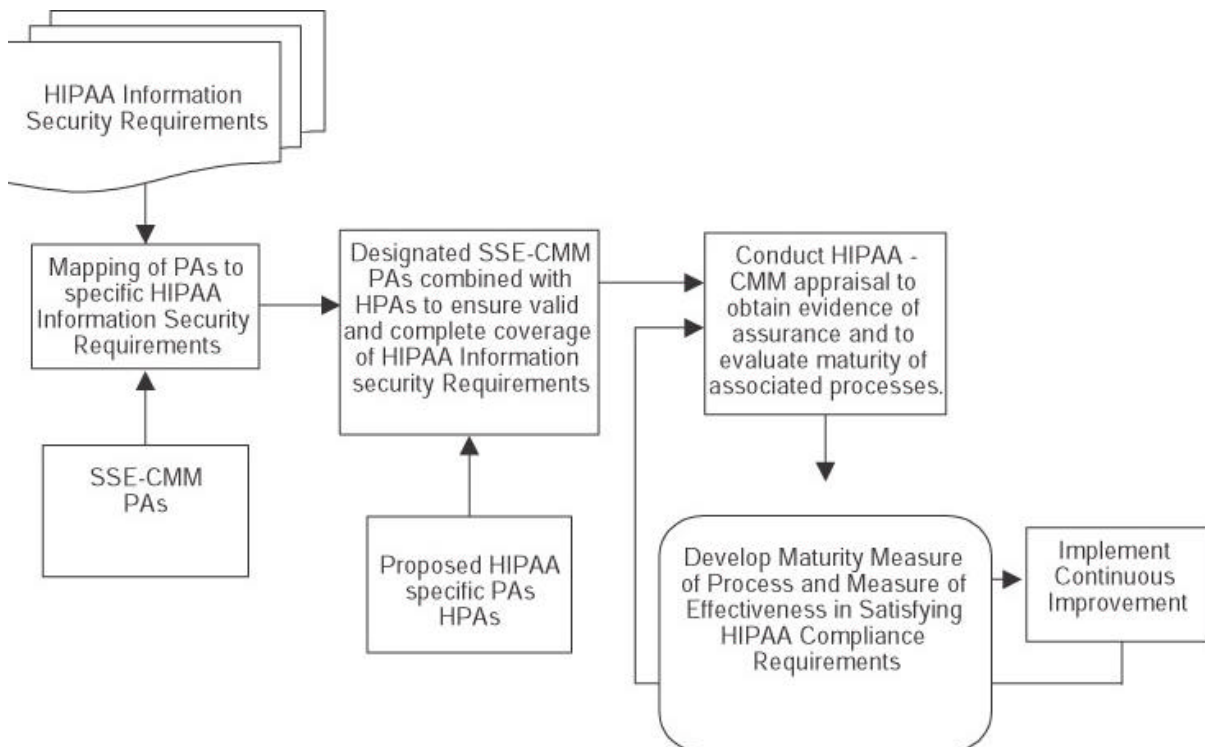 HIPAA Information
Security Requirements
Mapping of PAs to
specific HIPAA
Information Security
Requirements
SSE-CMM
PAs
Designated SSE-CMM
PAs combined with
HPAs to ensure valid
and complete coverage
of HIPAA Information
security Requirements
Proposed HIPAA
specific PAs
HPAs
Conduct HIPAA -
CMM appraisal to
obtain evidence of
assurance and to
evaluate maturity of
associated processes.
Develop Maturity Measure
of Process and Measure of
Effectiveness in Satisfying
HIPAA Compliance
Requirements
Implement
Continuous
Improvement